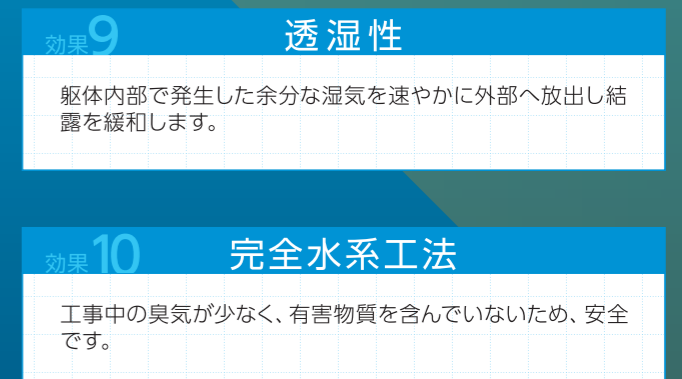 効果9 透湿性
躯体内部で発生した余分な湿気を速やかに外部へ放出し結
露を緩和します。
効果10 完全水系工法
工事中の臭気が少なく、有害物質を含んでいないため、安全
です。